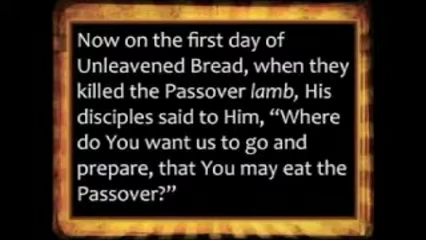 Now on the first day of
Unleavened Bread, when they
killed the Passover lamb, His
disciples said to Him, “Where
do You want us to go and
prepare, that You may eat the
Passover?”